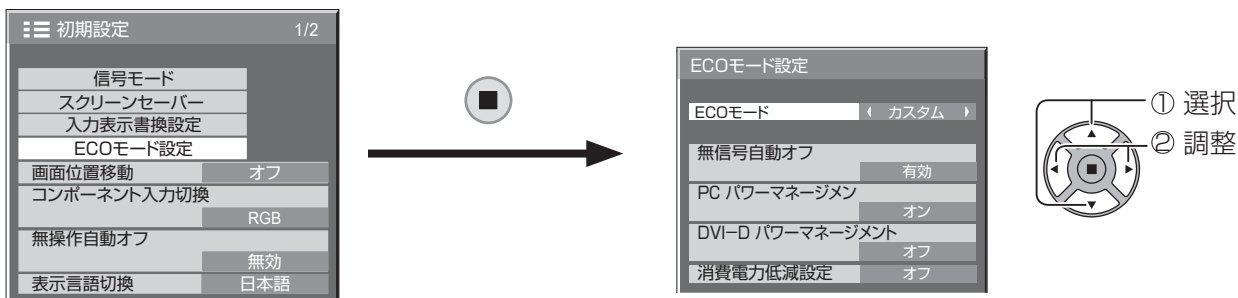 初期設定 1/2
信号モード
スクリーンセーバー
入力表示書換設定
ECOモード設定
画面位置移動 オフ
コンポーネント入力切換
RGB
無操作自動オフ
無効
表示言語切換 日本語
ECOモード設定
ECOモード カスタム
無信号自動オフ
有効
PC パワーマネージメン
オン
DVI-D パワーマネージメント
オフ
消費電力低減設定 オフ
① 選択
② 調整